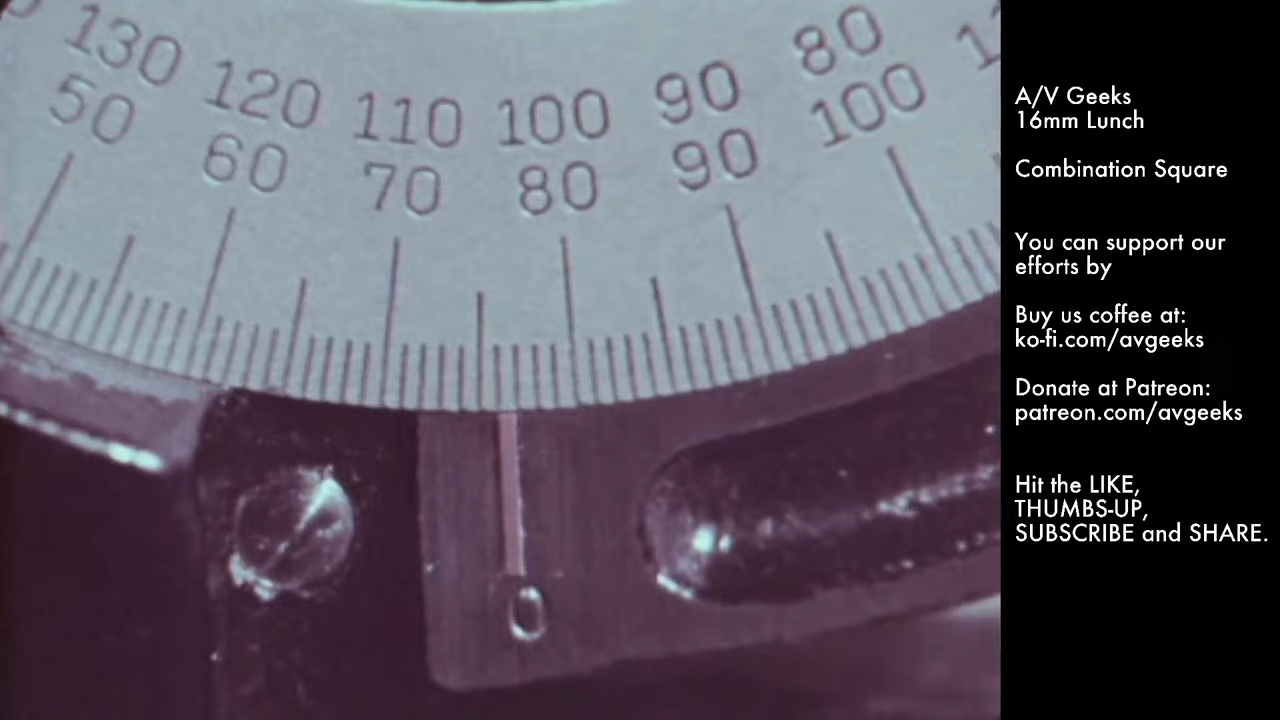 130 120 110 100 90 80
50 60 70 80 90 100
0
A/V Geeks
16mm Lunch
Combination Square
You can support our
efforts by
Buy us coffee at:
ko-fi.com/avgeeks
Donate at Patreon:
patreon.com/avgeeks
Hit the LIKE,
THUMBS-UP,
SUBSCRIBE and SHARE.